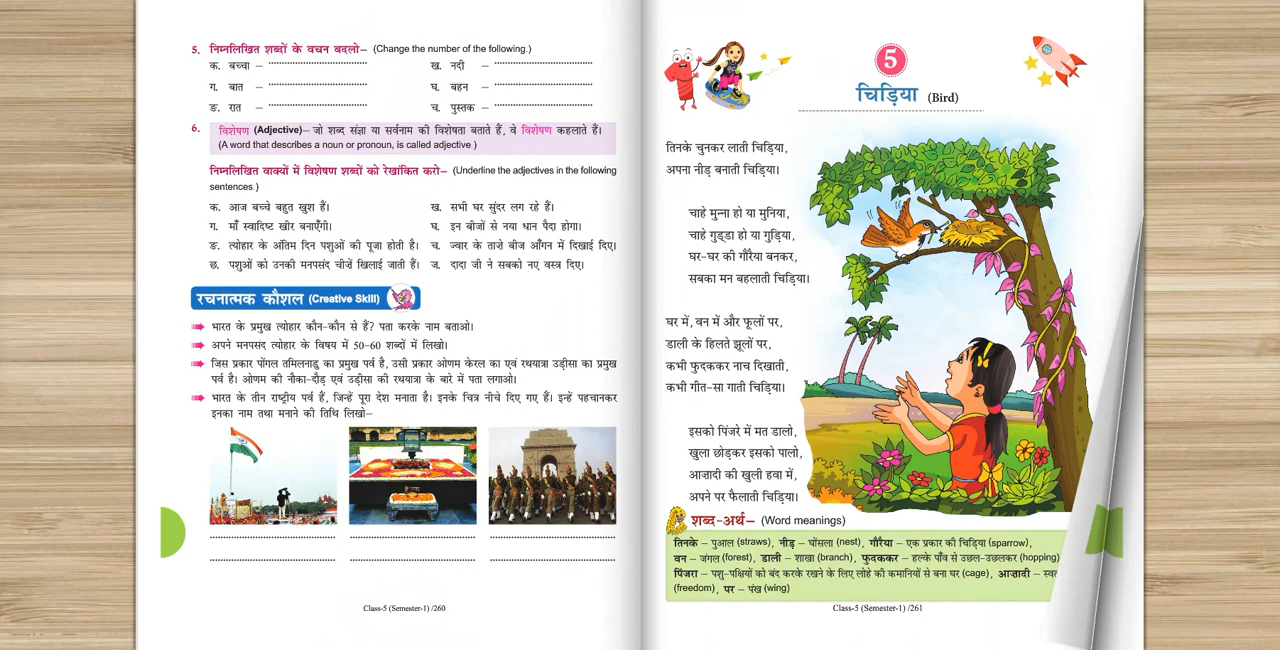 5. निम्नलिखित शब्दों के वचन बदलो– (Change the number of the following.)
क. बच्चा –
ख. नदी –
ग. बात –
घ. बहन –
ङ. रात –
च. पुस्तक –
6. विशेषण (Adjective)– जो शब्द संज्ञा या सर्वनाम की विशेषता बताते हैं, वे विशेषण कहलाते हैं।
(A word that describes a noun or pronoun, is called adjective.)
निम्नलिखित वाक्यों में विशेषण शब्दों को रेखांकित करो– (Underline the adjectives in the following
sentences.)
क. आज बच्चे बहुत खुश हैं।
ख. सभी घर सुंदर लग रहे हैं।
ग. माँ स्वादिष्ट खीर बनाएँगी।
घ. इन बीजों से नया धान पैदा होगा।
ङ. त्योहार के अंतिम दिन पशुओं की पूजा होती है।
च. ज्वार के ताज़े बीज आँगन में दिखाई दिए।
छ. पशुओं को उनकी मनपसंद चीज़ें खिलाई जाती हैं।
ज. दादा जी ने सबको नए वस्त्र दिए।
रचनात्मक कौशल (Creative Skill)
भारत के प्रमुख त्योहार कौन-कौन से हैं? पता करके नाम बताओ।
अपने मनपसंद त्योहार के विषय में 50-60 शब्दों में लिखो।
जिस प्रकार पोंगल तमिलनाडु का प्रमुख पर्व है, उसी प्रकार ओणम केरल का एवं रथयात्रा उड़ीसा का प्रमुख
पर्व है। ओणम की नौका-दौड़ एवं उड़ीसा की रथयात्रा के बारे में पता लगाओ।
भारत के तीन राष्ट्रीय पर्व हैं, जिन्हें पूरा देश मनाता है। इनके चित्र नीचे दिए गए हैं। इन्हें पहचानकर
इनका नाम तथा मनाने की तिथि लिखो–
Class-5 (Semester-1) /260
5
चिड़िया (Bird)
तिनके चुनकर लाती चिड़िया,
अपना नीड़ बनाती चिड़िया।
चाहे मुन्ना हो या मुनिया,
चाहे गुड्डा हो या गुड़िया,
घर-घर की गौरैया बनकर,
सबका मन बहलाती चिड़िया।
घर में, वन में और फूलों पर,
डाली के हिलते झूलों पर,
कभी फुदककर नाच दिखाती,
कभी गीत-सा गाती चिड़िया।
इसको पिंजरे में मत डालो,
खुला छोड़कर इसको पालो,
आज़ादी की खुली हवा में,
अपने पर फैलाती चिड़िया।
शब्द-अर्थ– (Word meanings)
तिनके – पुआल (straws), नीड़ – घोंसला (nest), गौरैया – एक प्रकार की चिड़िया (sparrow),
वन – जंगल (forest), डाली – शाखा (branch), फुदककर – हल्के पाँव से उछल-उछलकर (hopping)
पिंजरा – पशु-पक्षियों को बंद करके रखने के लिए लोहे की कमानियों से बना घर (cage), आज़ादी –
(freedom), पर – पंख (wing)
Class-5 (Semester-1) /261